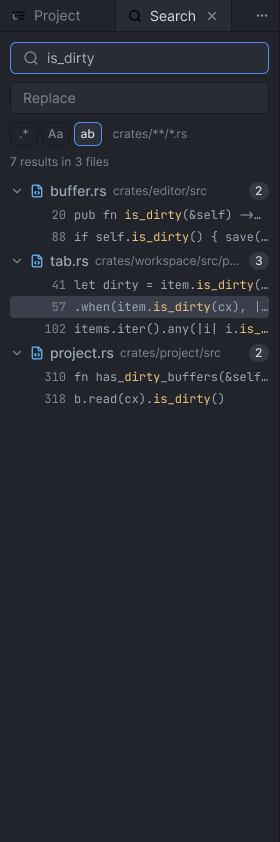 Project Search
is_dirty
Replace
.* Aa ab crates/**/*.rs
7 results in 3 files
buffer.rs crates/editor/src 2
20 pub fn is_dirty(&self) ->…
88 if self.is_dirty() { save(…
tab.rs crates/workspace/src/p… 3
41 let dirty = item.is_dirty(…
57 .when(item.is_dirty(cx), |…
102 items.iter().any(|i| i.is_…
project.rs crates/project/src 2
310 fn has_dirty_buffers(&self…
318 b.read(cx).is_dirty()